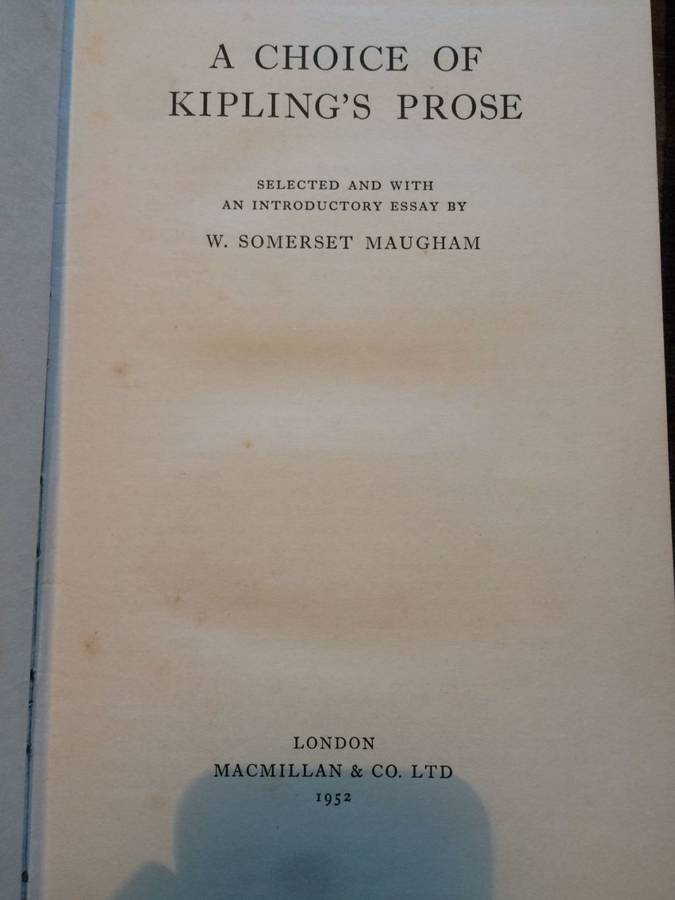 A CHOICE OF
KIPLING'S PROSE
SELECTED AND WITH
AN INTRODUCTORY ESSAY BY
W. SOMERSET MAUGHAM
LONDON
MACMILLAN & CO. LTD
1952